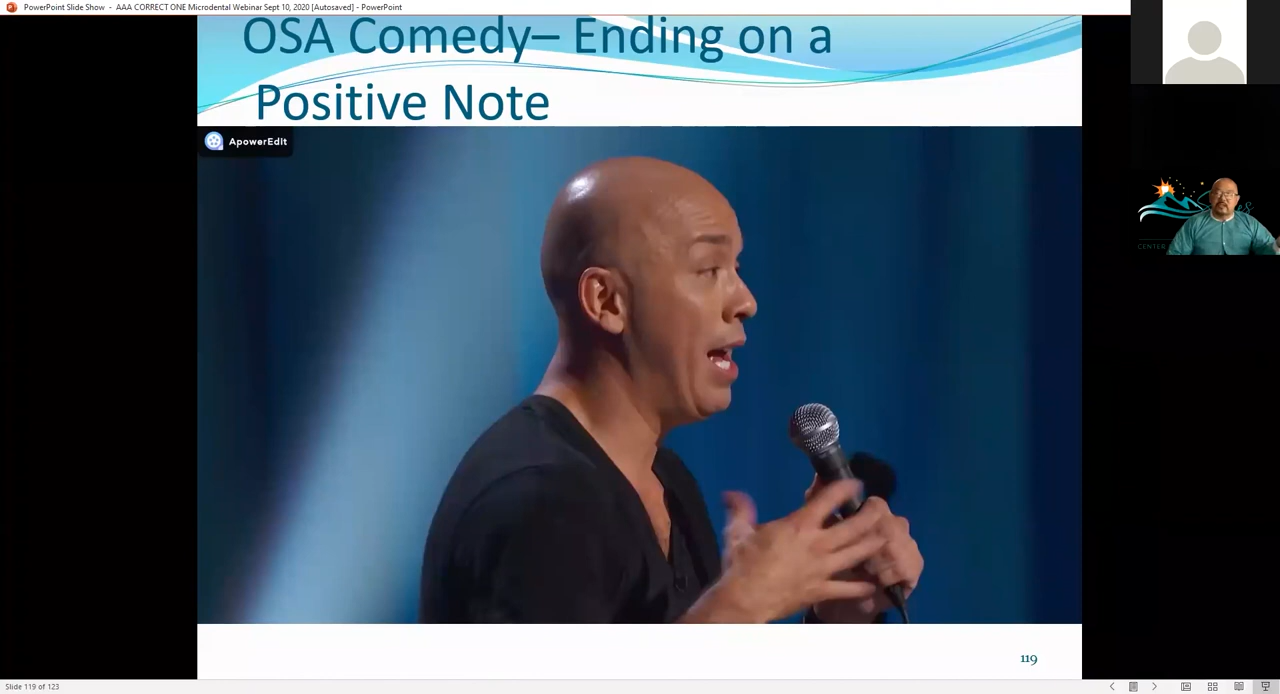 PowerPoint Slide Show - AAA CORRECT ONE Microdental Webinar Sept 10, 2020 [Autosaved] - PowerPoint
OSA Comedy– Ending on a
Positive Note
ApowerEdit
CENTER
119
Slide 119 of 123